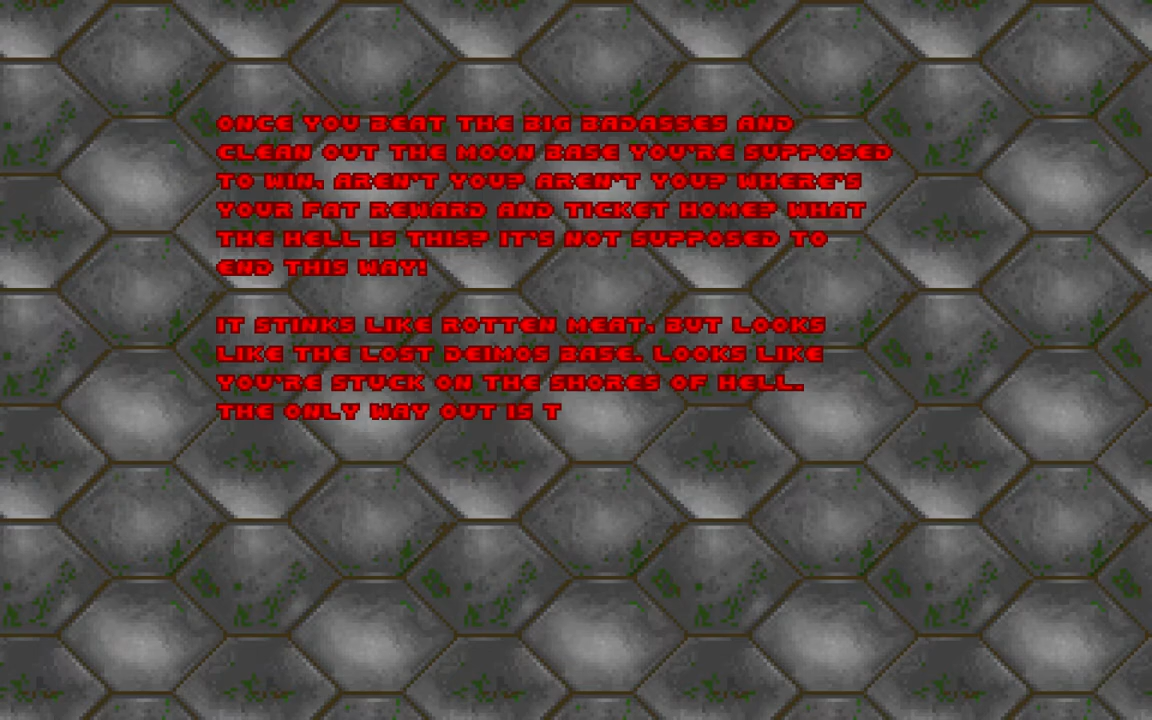 ONCE YOU BEAT THE BIG BADASSES AND
CLEAN OUT THE MOON BASE YOU'RE SUPPOSED
TO WIN, AREN'T YOU? AREN'T YOU? WHERE'S
YOUR FAT REWARD AND TICKET HOME? WHAT
THE HELL IS THIS? IT'S NOT SUPPOSED TO
END THIS WAY!
IT STINKS LIKE ROTTEN MEAT, BUT LOOKS
LIKE THE LOST DEIMOS BASE. LOOKS LIKE
YOU'RE STUCK ON THE SHORES OF HELL.
THE ONLY WAY OUT IS T